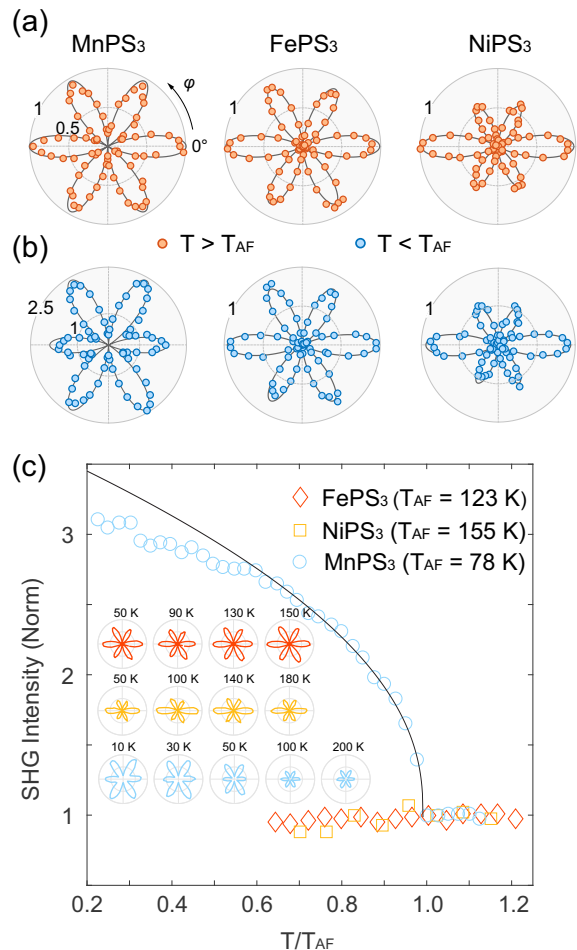 (a)
MnPS3 FePS3 NiPS3
1 0.5 φ 0° 1 1
(b) T > TAF T < TAF
2.5 1 1 1
(c)
FePS3 (TAF = 123 K)
NiPS3 (TAF = 155 K)
MnPS3 (TAF = 78 K)
50 K 90 K 130 K 150 K
50 K 100 K 140 K 180 K
10 K 30 K 50 K 100 K 200 K
SHG Intensity (Norm)
3
2
1
0.2 0.4 0.6 0.8 1.0 1.2
T/TAF